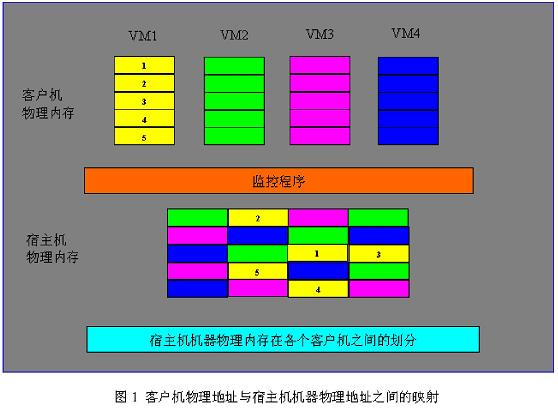 VM1 VM2 VM3 VM4
客户机
物理内存
1
2
3
4
5
监控程序
宿主机
物理内存
2
1 3
5
4
宿主机机器物理内存在各个客户机之间的划分
图 1 客户机物理地址与宿主机机器物理地址之间的映射